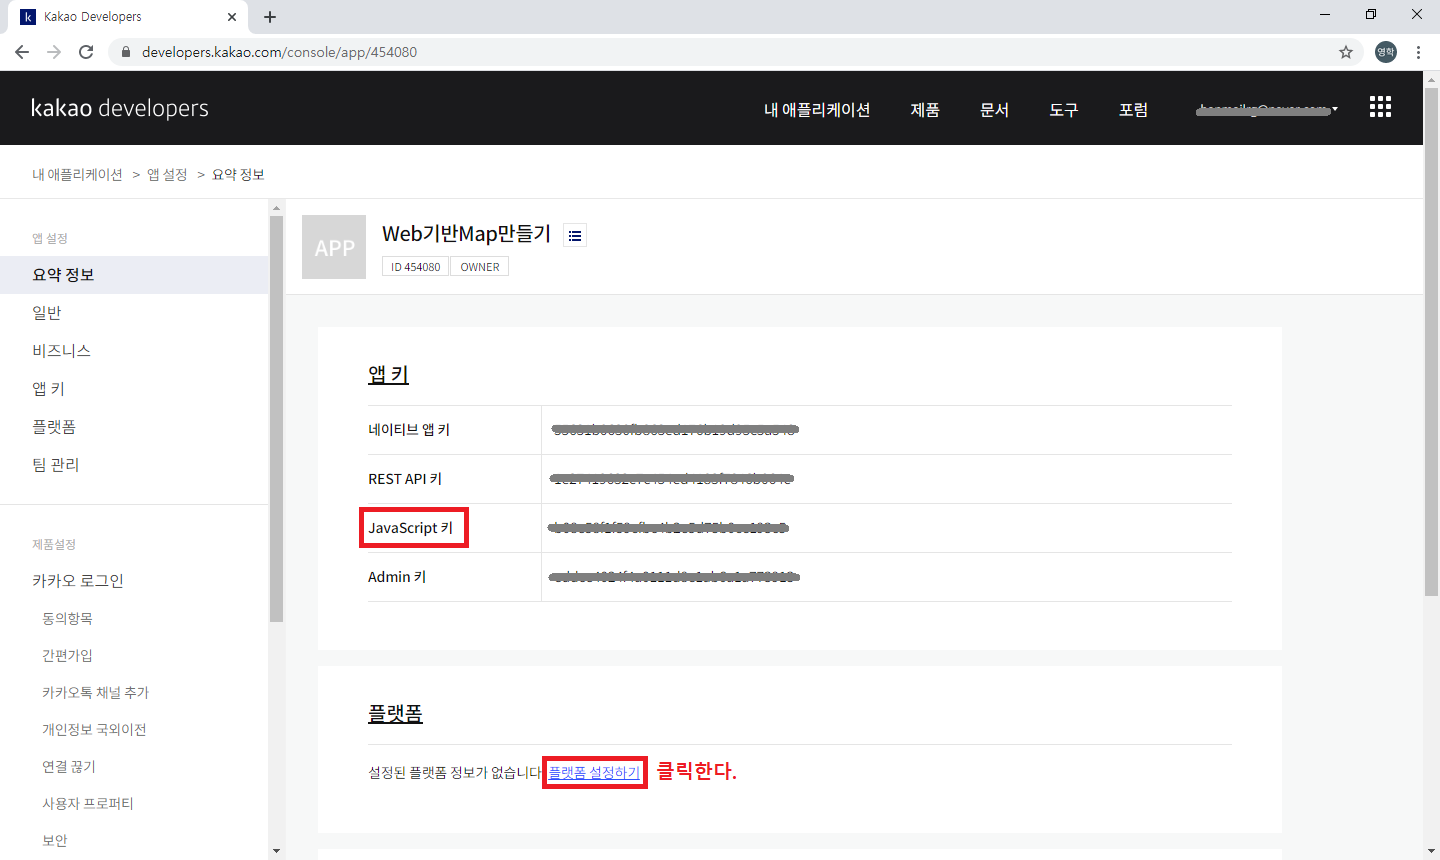 k Kakao Developers
developers.kakao.com/console/app/454080
영학
kakao developers
내 애플리케이션 제품 문서 도구 포럼
내 애플리케이션 > 앱 설정 > 요약 정보
앱 설정
요약 정보
일반
비즈니스
앱 키
플랫폼
팀 관리
제품설정
카카오 로그인
동의항목
간편가입
카카오톡 채널 추가
개인정보 국외이전
연결 끊기
사용자 프로퍼티
보안
APP
Web기반Map만들기
ID 454080 OWNER
앱 키
네이티브 앱 키
REST API 키
JavaScript 키
Admin 키
플랫폼
설정된 플랫폼 정보가 없습니다 플랫폼 설정하기 클릭한다.